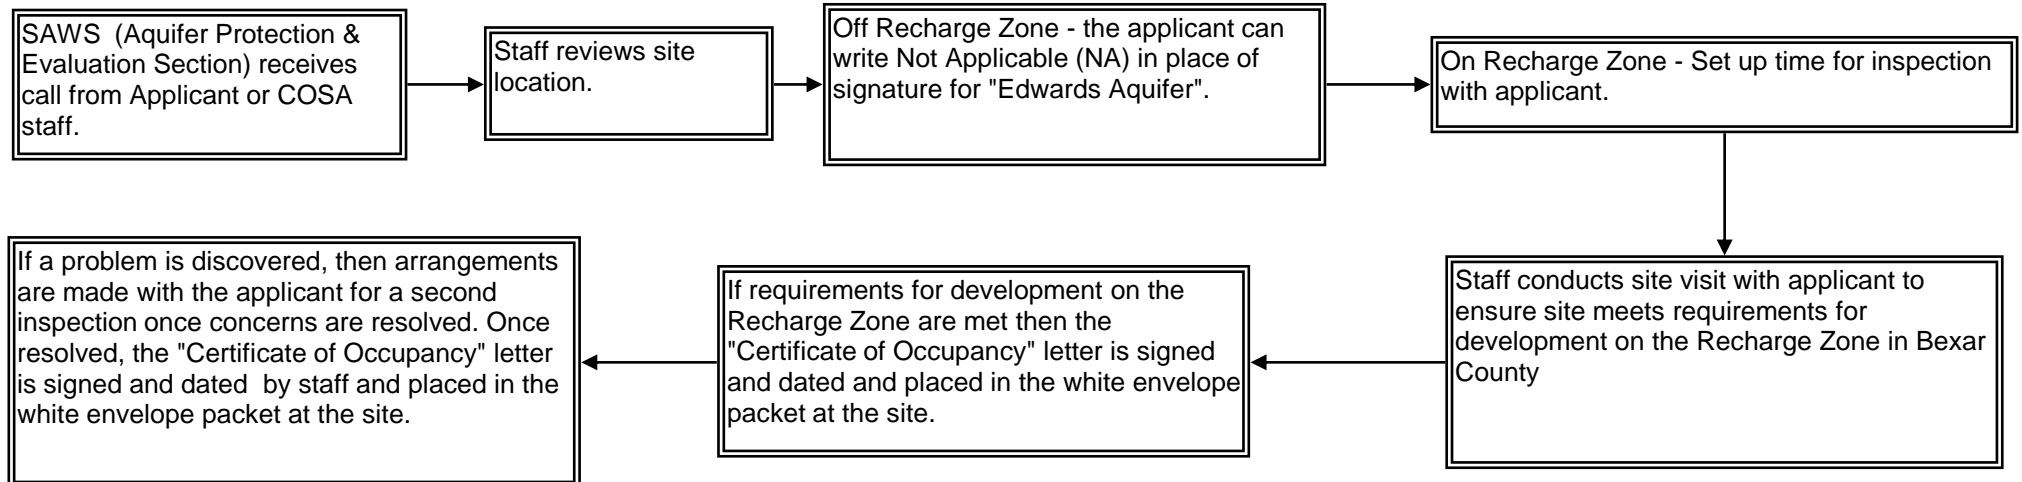 SAWS  (Aquifer Protection &
Evaluation Section) receives
call from Applicant or COSA
staff.
Staff reviews site
location.
Off Recharge Zone - the applicant can
write Not Applicable (NA) in place of
signature for "Edwards Aquifer".
On Recharge Zone - Set up time for inspection
with applicant.
Staff conducts site visit with applicant to
ensure site meets requirements for
development on the Recharge Zone in Bexar
County
If requirements for development on the
Recharge Zone are met then the
"Certificate of Occupancy" letter is signed
and dated and placed in the white envelope
packet at the site.
If a problem is discovered, then arrangements
are made with the applicant for a second
inspection once concerns are resolved. Once
resolved, the "Certificate of Occupancy" letter
is signed and dated  by staff and placed in the
white envelope packet at the site.